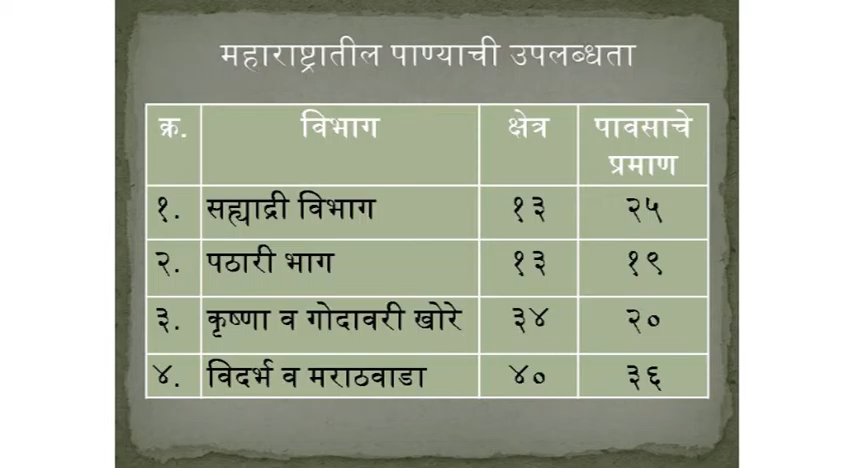 महाराष्ट्रातील पाण्याची उपलब्धता
क्र. विभाग क्षेत्र पावसाचे प्रमाण
१. सह्याद्री विभाग १३ २५
२. पठारी भाग १३ १९
३. कृष्णा व गोदावरी खोरे ३४ २०
४. विदर्भ व मराठवाडा ४० ३६